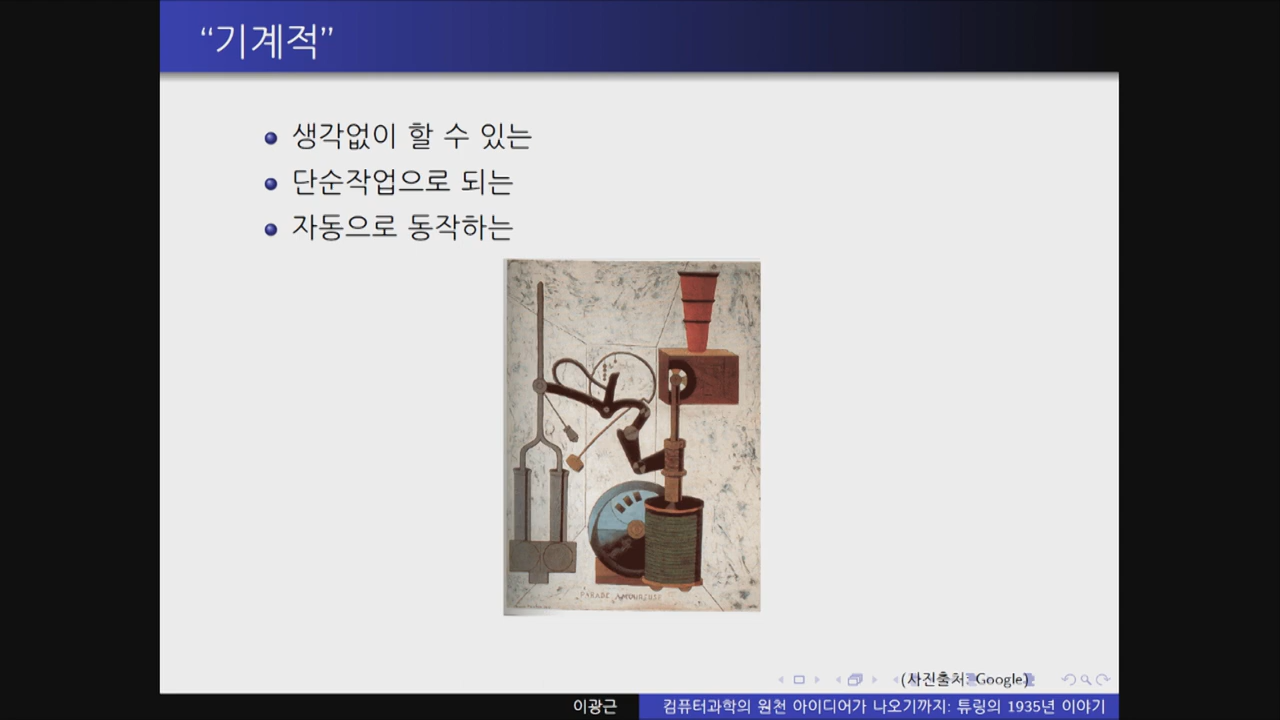 “기계적”
생각없이 할 수 있는
단순작업으로 되는
자동으로 동작하는
PARADE AMOUREUSE
(사진출처: Google)
이광근
컴퓨터과학의 원천 아이디어가 나오기까지: 튜링의 1935년 이야기